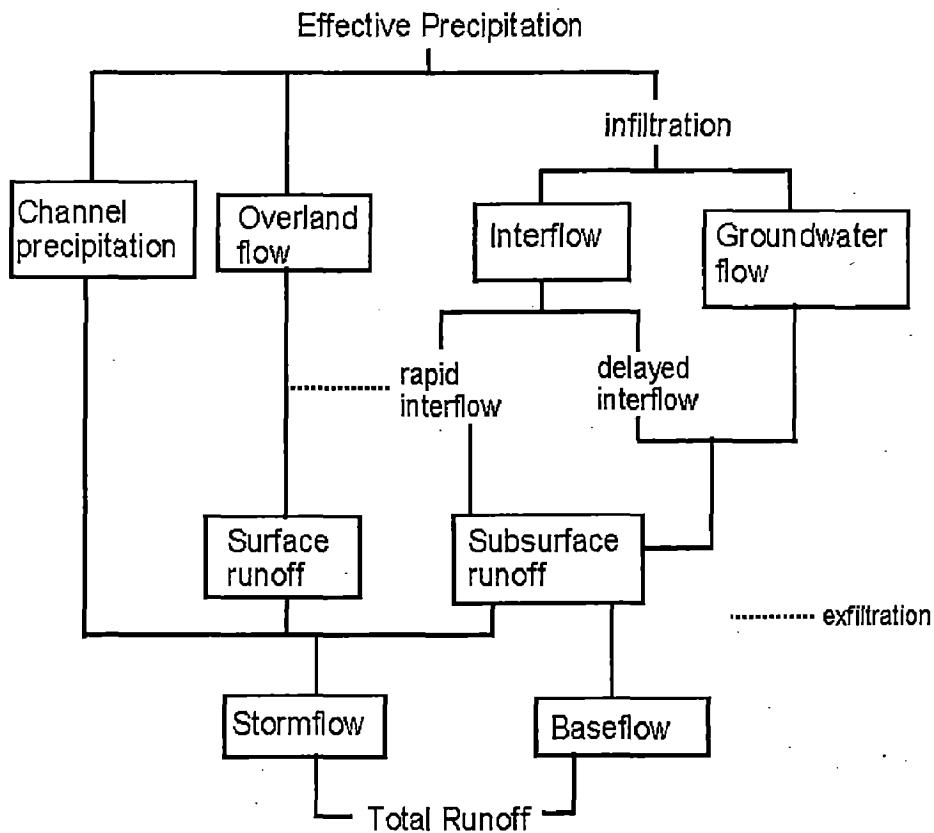 Effective Precipitation
infiltration
Channel
precipitation
Overland
flow
Interflow
Groundwater
flow
rapid
interflow
delayed
interflow
Surface
runoff
Subsurface
runoff
exfiltration
Stormflow
Baseflow
Total Runoff